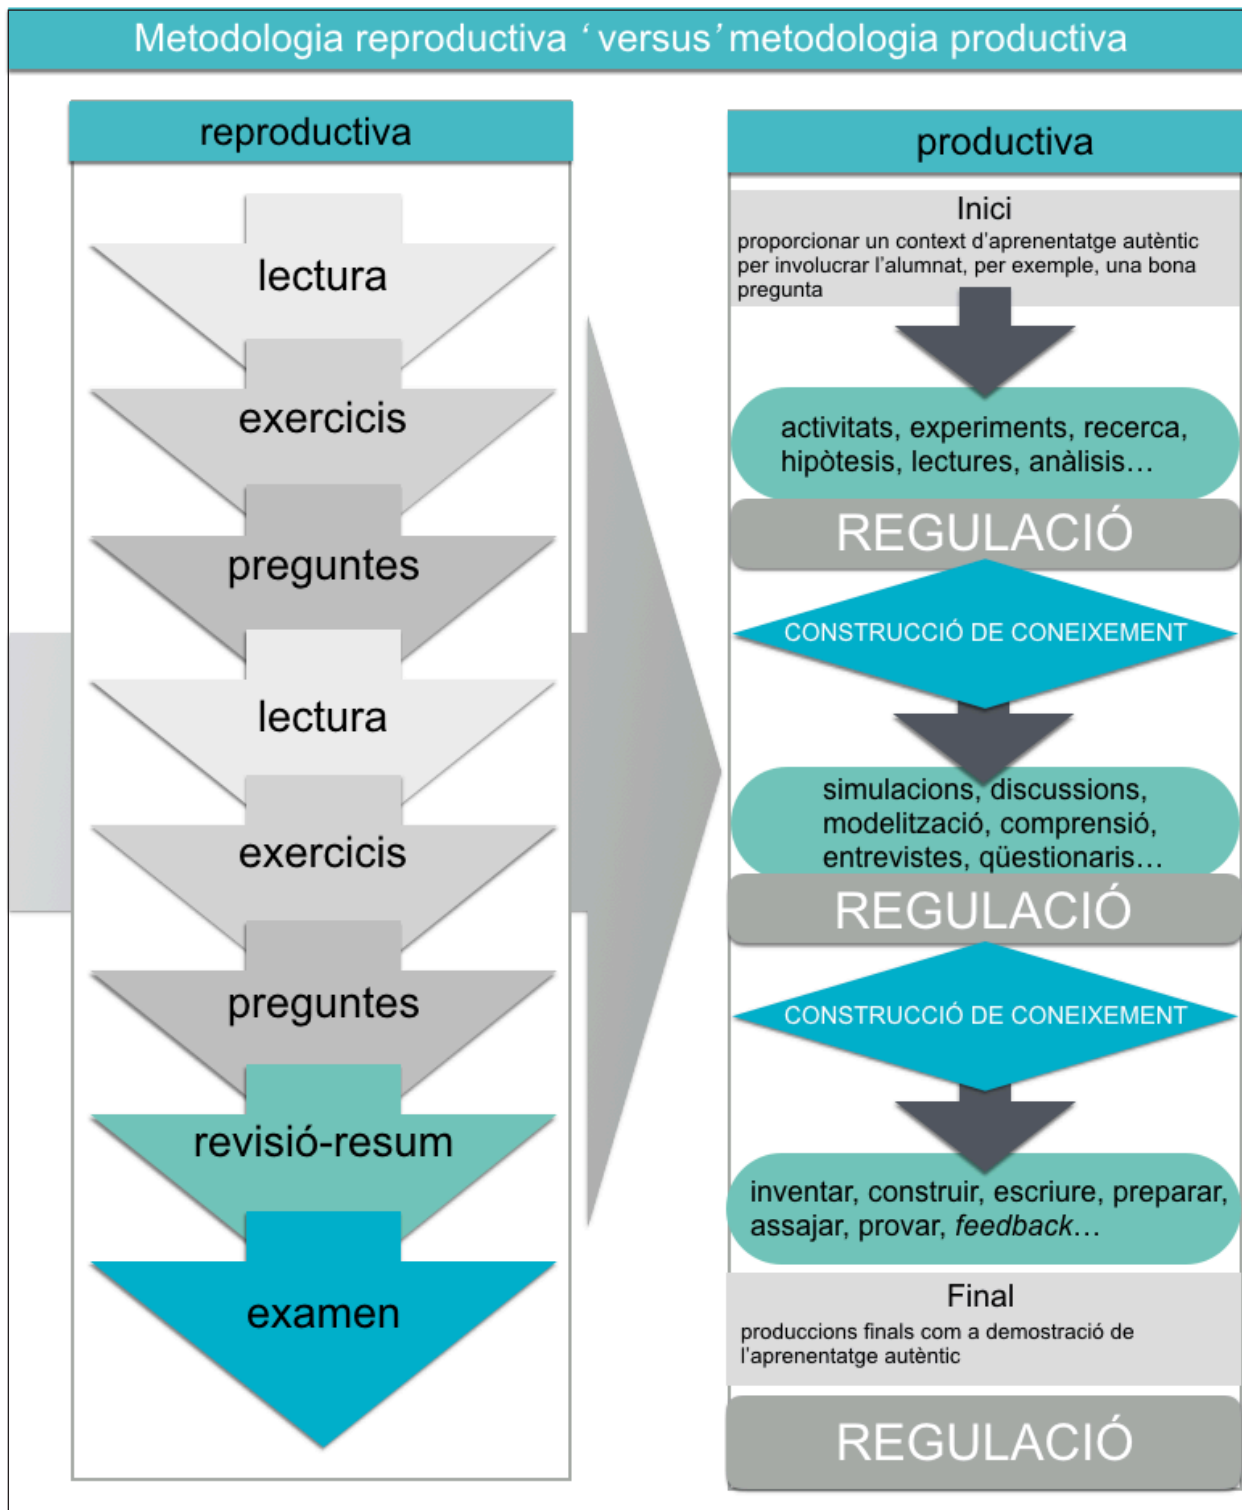 Metodologia reproductiva ‘ versus’ metodologia productiva
reproductiva
lectura
exercicis
preguntes
lectura
exercicis
preguntes
revisió-resum
examen
productiva
Inici
proporcionar un context d’aprenentatge autèntic
per involucrar l’alumnat, per exemple, una bona
pregunta
activitats, experiments, recerca,
hipòtesis, lectures, anàlisis…
REGULACIÓ
CONSTRUCCIÓ DE CONEIXEMENT
simulacions, discussions,
modelització, comprensió,
entrevistes, qüestionaris…
REGULACIÓ
CONSTRUCCIÓ DE CONEIXEMENT
inventar, construir, escriure, preparar,
assajar, provar, feedback…
Final
produccions finals com a demostració de
l’aprenentatge autèntic
REGULACIÓ